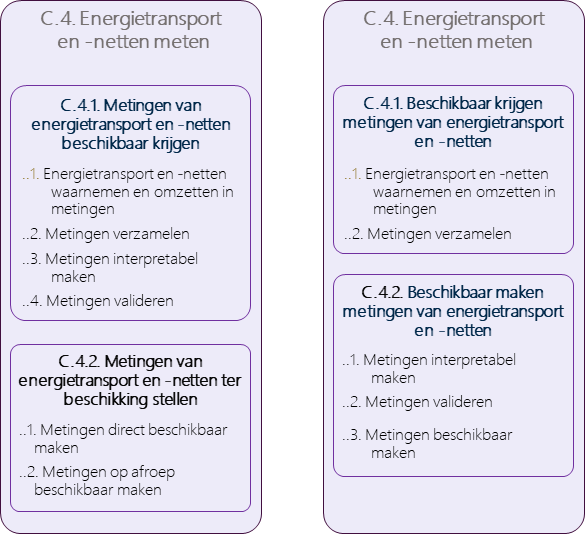 C.4. Energietransport
en -netten meten
C.4.1. Metingen van
energietransport en -netten
beschikbaar krijgen
..1. Energietransport en -netten
waarnemen en omzetten in
metingen
..2. Metingen verzamelen
..3. Metingen interpretabel
maken
..4. Metingen valideren
C.4.2. Metingen van
energietransport en -netten ter
beschikking stellen
..1. Metingen direct beschikbaar
maken
..2. Metingen op afroep
beschikbaar maken
C.4. Energietransport
en -netten meten
C.4.1. Beschikbaar krijgen
metingen van energietransport
en -netten
..1. Energietransport en -netten
waarnemen en omzetten in
metingen
..2. Metingen verzamelen
C.4.2. Beschikbaar maken
metingen van energietransport
en -netten
..1. Metingen interpretabel
maken
..2. Metingen valideren
..3. Metingen beschikbaar
maken